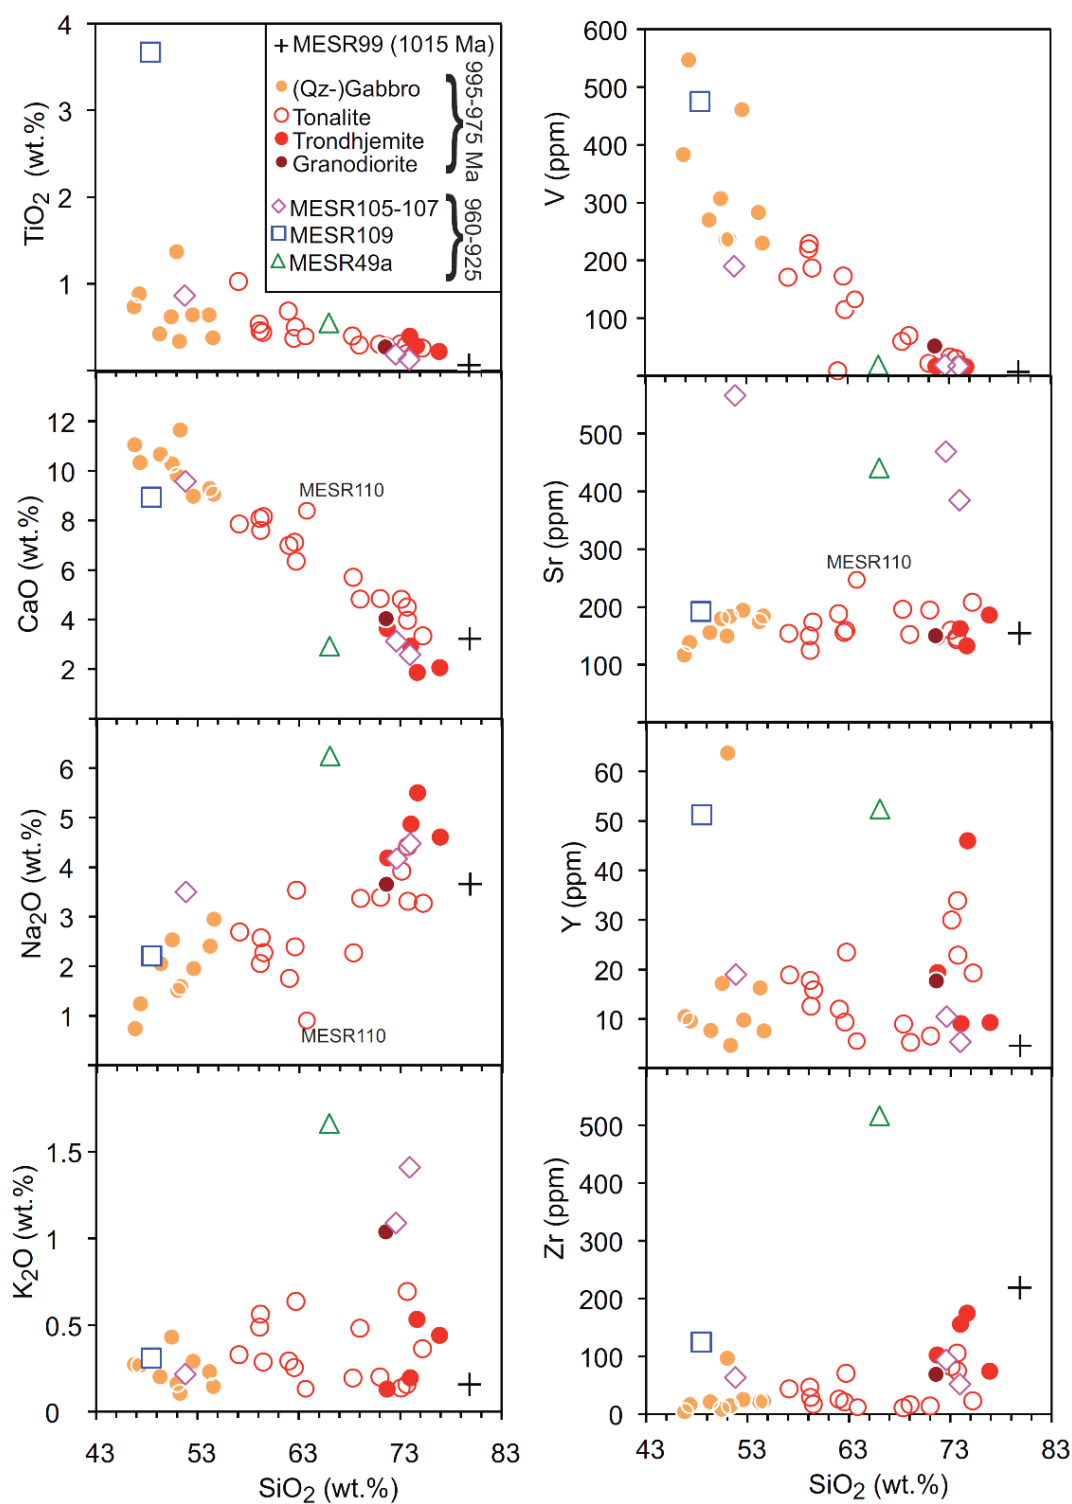 4
3
2
1
TiO2 (wt.%)
MESR99 (1015 Ma)
(Qz-)Gabbro
Tonalite
Trondhjemite
Granodiorite
995-975 Ma
MESR105-107
MESR109
MESR49a
960-925
600
500
400
300
200
100
V (ppm)
12
10
8
6
4
2
CaO (wt.%)
MESR110
500
400
300
200
100
Sr (ppm)
MESR110
6
5
4
3
2
1
Na2O (wt.%)
MESR110
60
50
40
30
20
10
Y (ppm)
1.5
1
0.5
0
K2O (wt.%)
43 53 63 73 83
SiO2 (wt.%)
500
400
300
200
100
0
Zr (ppm)
43 53 63 73 83
SiO2 (wt.%)